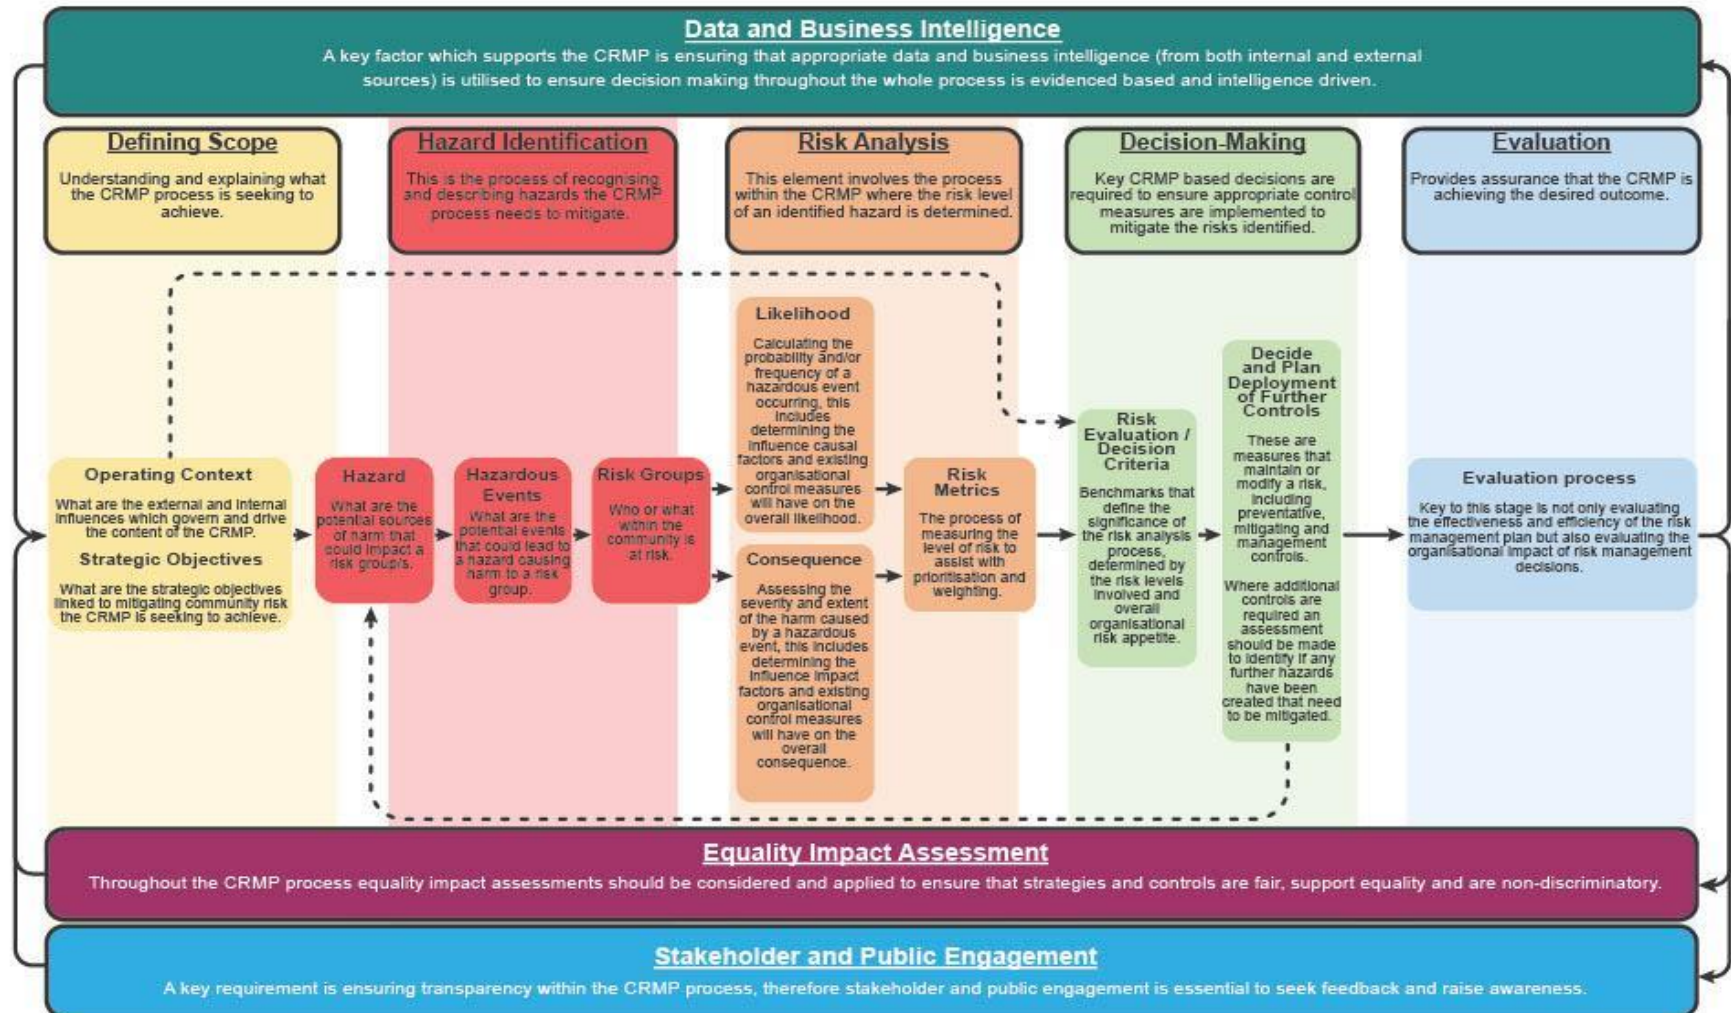 Data and Business Intelligence
A key factor which supports the CRMP is ensuring that appropriate data and business intelligence (from both internal and external
sources) is utilised to ensure decision making throughout the whole process is evidenced based and intelligence driven.
Defining Scope
Understanding and explaining what
the CRMP process is seeking to
achieve.
Hazard Identification
This is the process of recognising
and describing hazards the CRMP
process needs to mitigate.
Risk Analysis
This element involves the process
within the CRMP where the risk level
of an identified hazard is determined.
Decision-Making
Key CRMP based decisions are
required to ensure appropriate control
measures are implemented to
mitigate the risks identified.
Evaluation
Provides assurance that the CRMP is
achieving the desired outcome.
Operating Context
What are the external and internal
influences which govern and drive
the content of the CRMP.
Strategic Objectives
What are the strategic objectives
linked to mitigating community risk
the CRMP is seeking to achieve.
Hazard
What are the
potential sources
of harm that
could impact a
risk group/s.
Hazardous
Events
What are the
potential events
that could lead to
a hazard causing
harm to a risk
group.
Risk Groups
Who or what
within the
community is
at risk.
Likelihood
Calculating the
probability and/or
frequency of a
hazardous event
occurring, this
includes
determining the
influence causal
factors and existing
organisational
control measures
will have on the
overall likelihood.
Consequence
Assessing the
severity and extent
of the harm caused
by a hazardous
event, this includes
determining the
influence impact
factors and existing
organisational
control measures
will have on the
overall
consequence.
Risk
Metrics
The process of
measuring the
level of risk to
assist with
prioritisation and
weighting.
Risk
Evaluation /
Decision
Criteria
Benchmarks that
define the
significance of
the risk analysis
process,
determined by
the risk levels
involved and
overall
organisational
risk appetite.
Decide
and Plan
Deployment
of Further
Controls
These are
measures that
maintain or
modify a risk,
including
preventative,
mitigating and
management
controls.
Where additional
controls are
required an
assessment
should be made
to identify if any
further hazards
have been
created that need
to be mitigated.
Evaluation process
Key to this stage is not only evaluating
the effectiveness and efficiency of the risk
management plan but also evaluating the
organisational impact of risk management
decisions.
Equality Impact Assessment
Throughout the CRMP process equality impact assessments should be considered and applied to ensure that strategies and controls are fair, support equality and are non-discriminatory.
Stakeholder and Public Engagement
A key requirement is ensuring transparency within the CRMP process, therefore stakeholder and public engagement is essential to seek feedback and raise awareness.